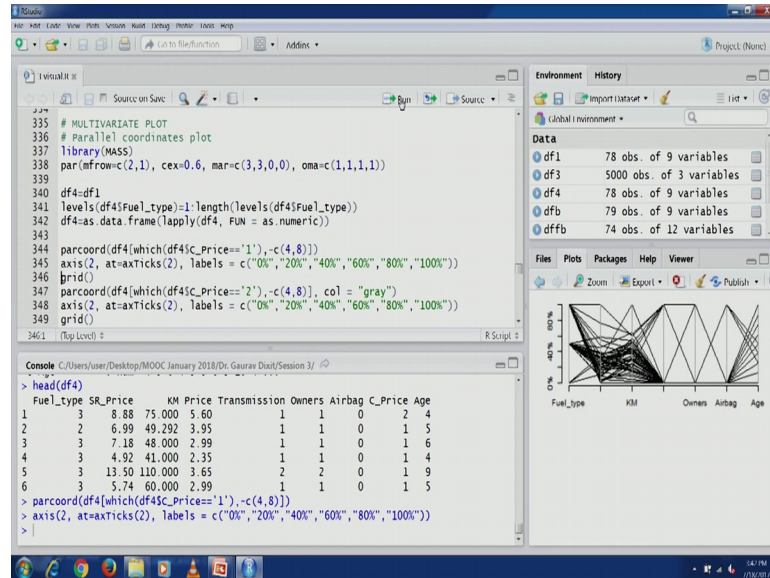 RStudio
File Edit Code View Plots Session Build Debug Profile Tools Help
Go to file/function
Addins
Project: (None)
1 visual.R
Source on Save
Run
Source
335 # MULTIVARIATE PLOT
336 # Parallel coordinates plot
337 library(MASS)
338 par(mfrow=c(2,1), cex=0.6, mar=c(3,3,0,0), oma=c(1,1,1,1))
339
340 df4=df1
341 levels(df4$Fuel_type)=1:length(levels(df4$Fuel_type))
342 df4=as.data.frame(lapply(df4, FUN = as.numeric))
343
344 parcoord(df4[which(df4$C_Price=='1'),-c(4,8)])
345 axis(2, at=axTicks(2), labels = c("0%","20%","40%","60%","80%","100%"))
346 grid()
347 parcoord(df4[which(df4$C_Price=='2'),-c(4,8)], col = "gray")
348 axis(2, at=axTicks(2), labels = c("0%","20%","40%","60%","80%","100%"))
349 grid()
346:1 (Top Level)
R Script
Console C:/Users/user/Desktop/MOOC January 2018/Dr. Gaurav Dixit/Session 3/
> head(df4)
Fuel_type SR_Price KM Price Transmission Owners Airbag C_Price Age
1 3 8.88 75.000 5.60 1 1 0 2 4
2 2 6.99 49.292 3.95 1 1 0 1 5
3 3 7.18 48.000 2.99 1 1 0 1 6
4 3 4.92 41.000 2.35 1 1 0 1 4
5 3 13.50 110.000 3.65 2 2 0 1 9
6 3 5.74 60.000 2.99 1 1 0 1 5
> parcoord(df4[which(df4$C_Price=='1'),-c(4,8)])
> axis(2, at=axTicks(2), labels = c("0%","20%","40%","60%","80%","100%"))
>
Environment History
Import Dataset
List
Global Environment
Data
df1 78 obs. of 9 variables
df3 5000 obs. of 3 variables
df4 78 obs. of 9 variables
dfb 79 obs. of 9 variables
dffb 74 obs. of 12 variables
Files Plots Packages Help Viewer
Zoom Export Publish
80%
40%
0%
Fuel_type KM Owners Airbag Age
3:47 PM